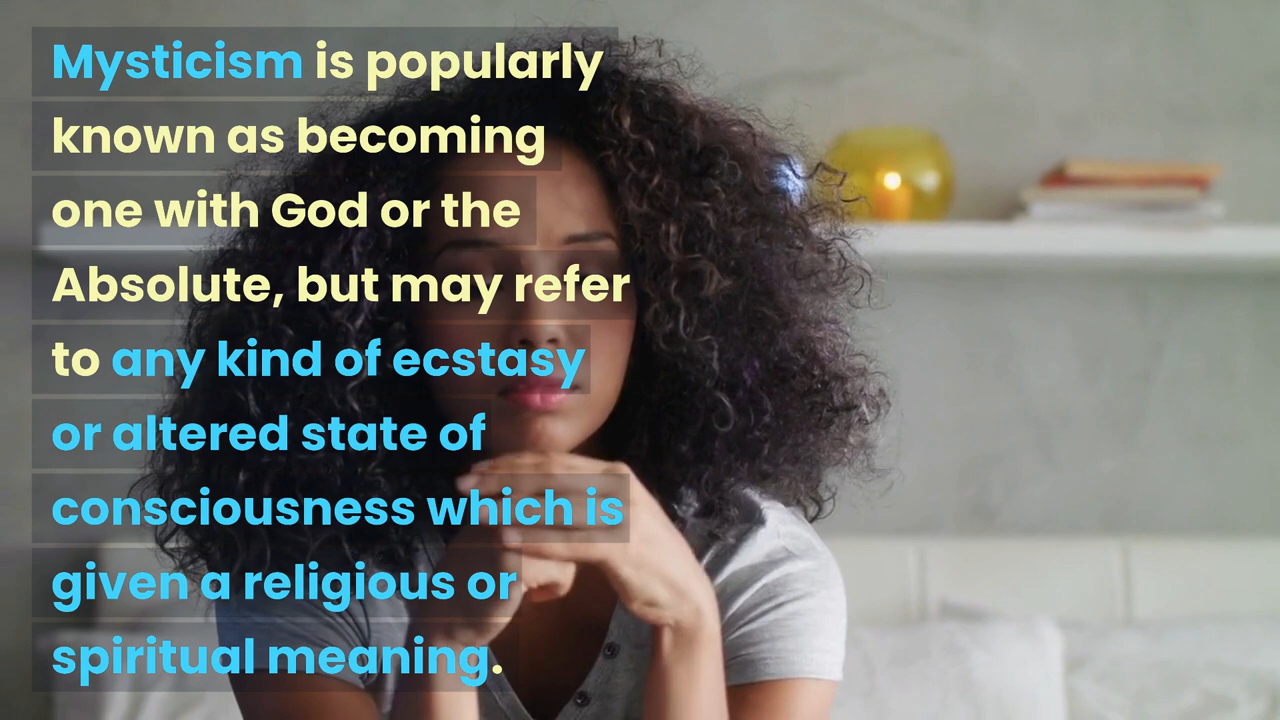 Mysticism is popularly
known as becoming
one with God or the
Absolute, but may refer
to any kind of ecstasy
or altered state of
consciousness which is
given a religious or
spiritual meaning.